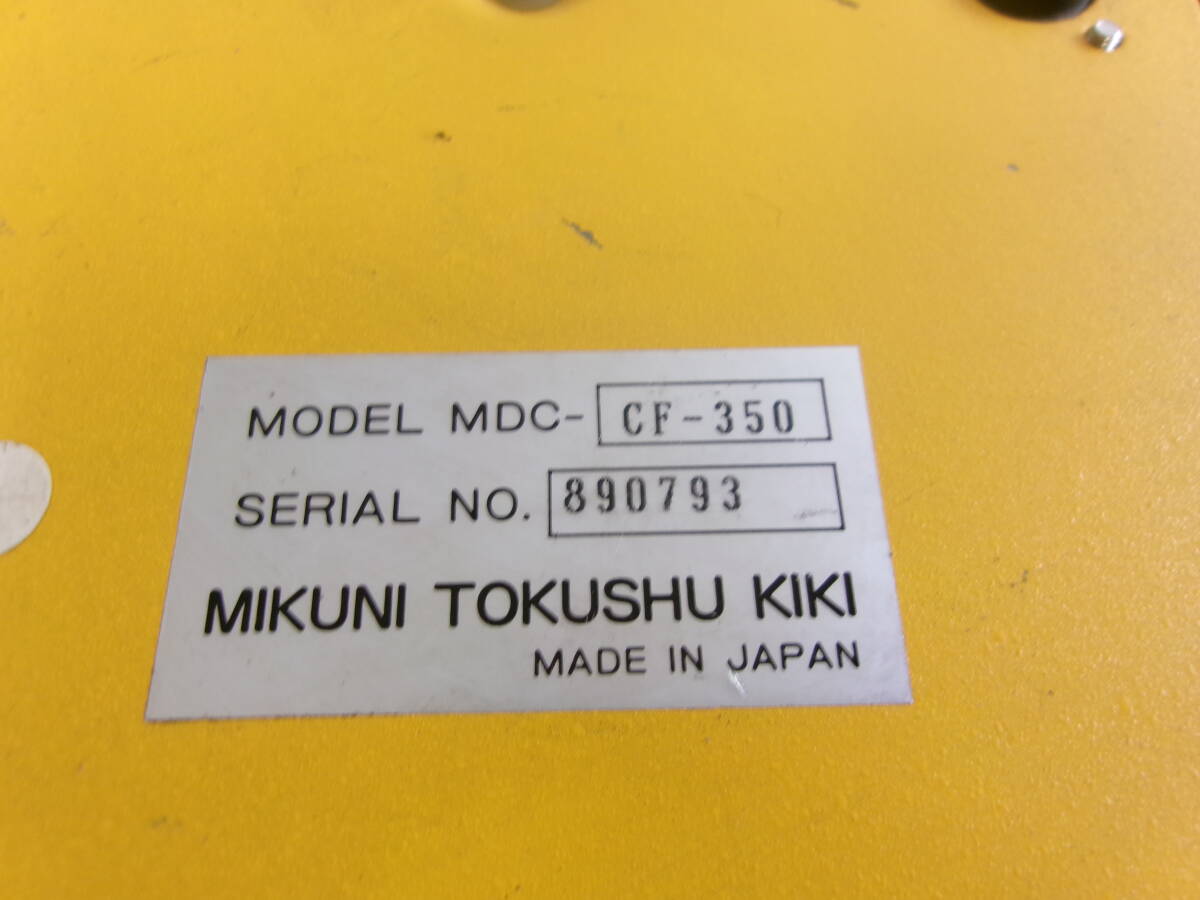 MODEL MDC- CF-350
SERIAL NO. 890793
MIKUNI TOKUSHU KIKI
MADE IN JAPAN